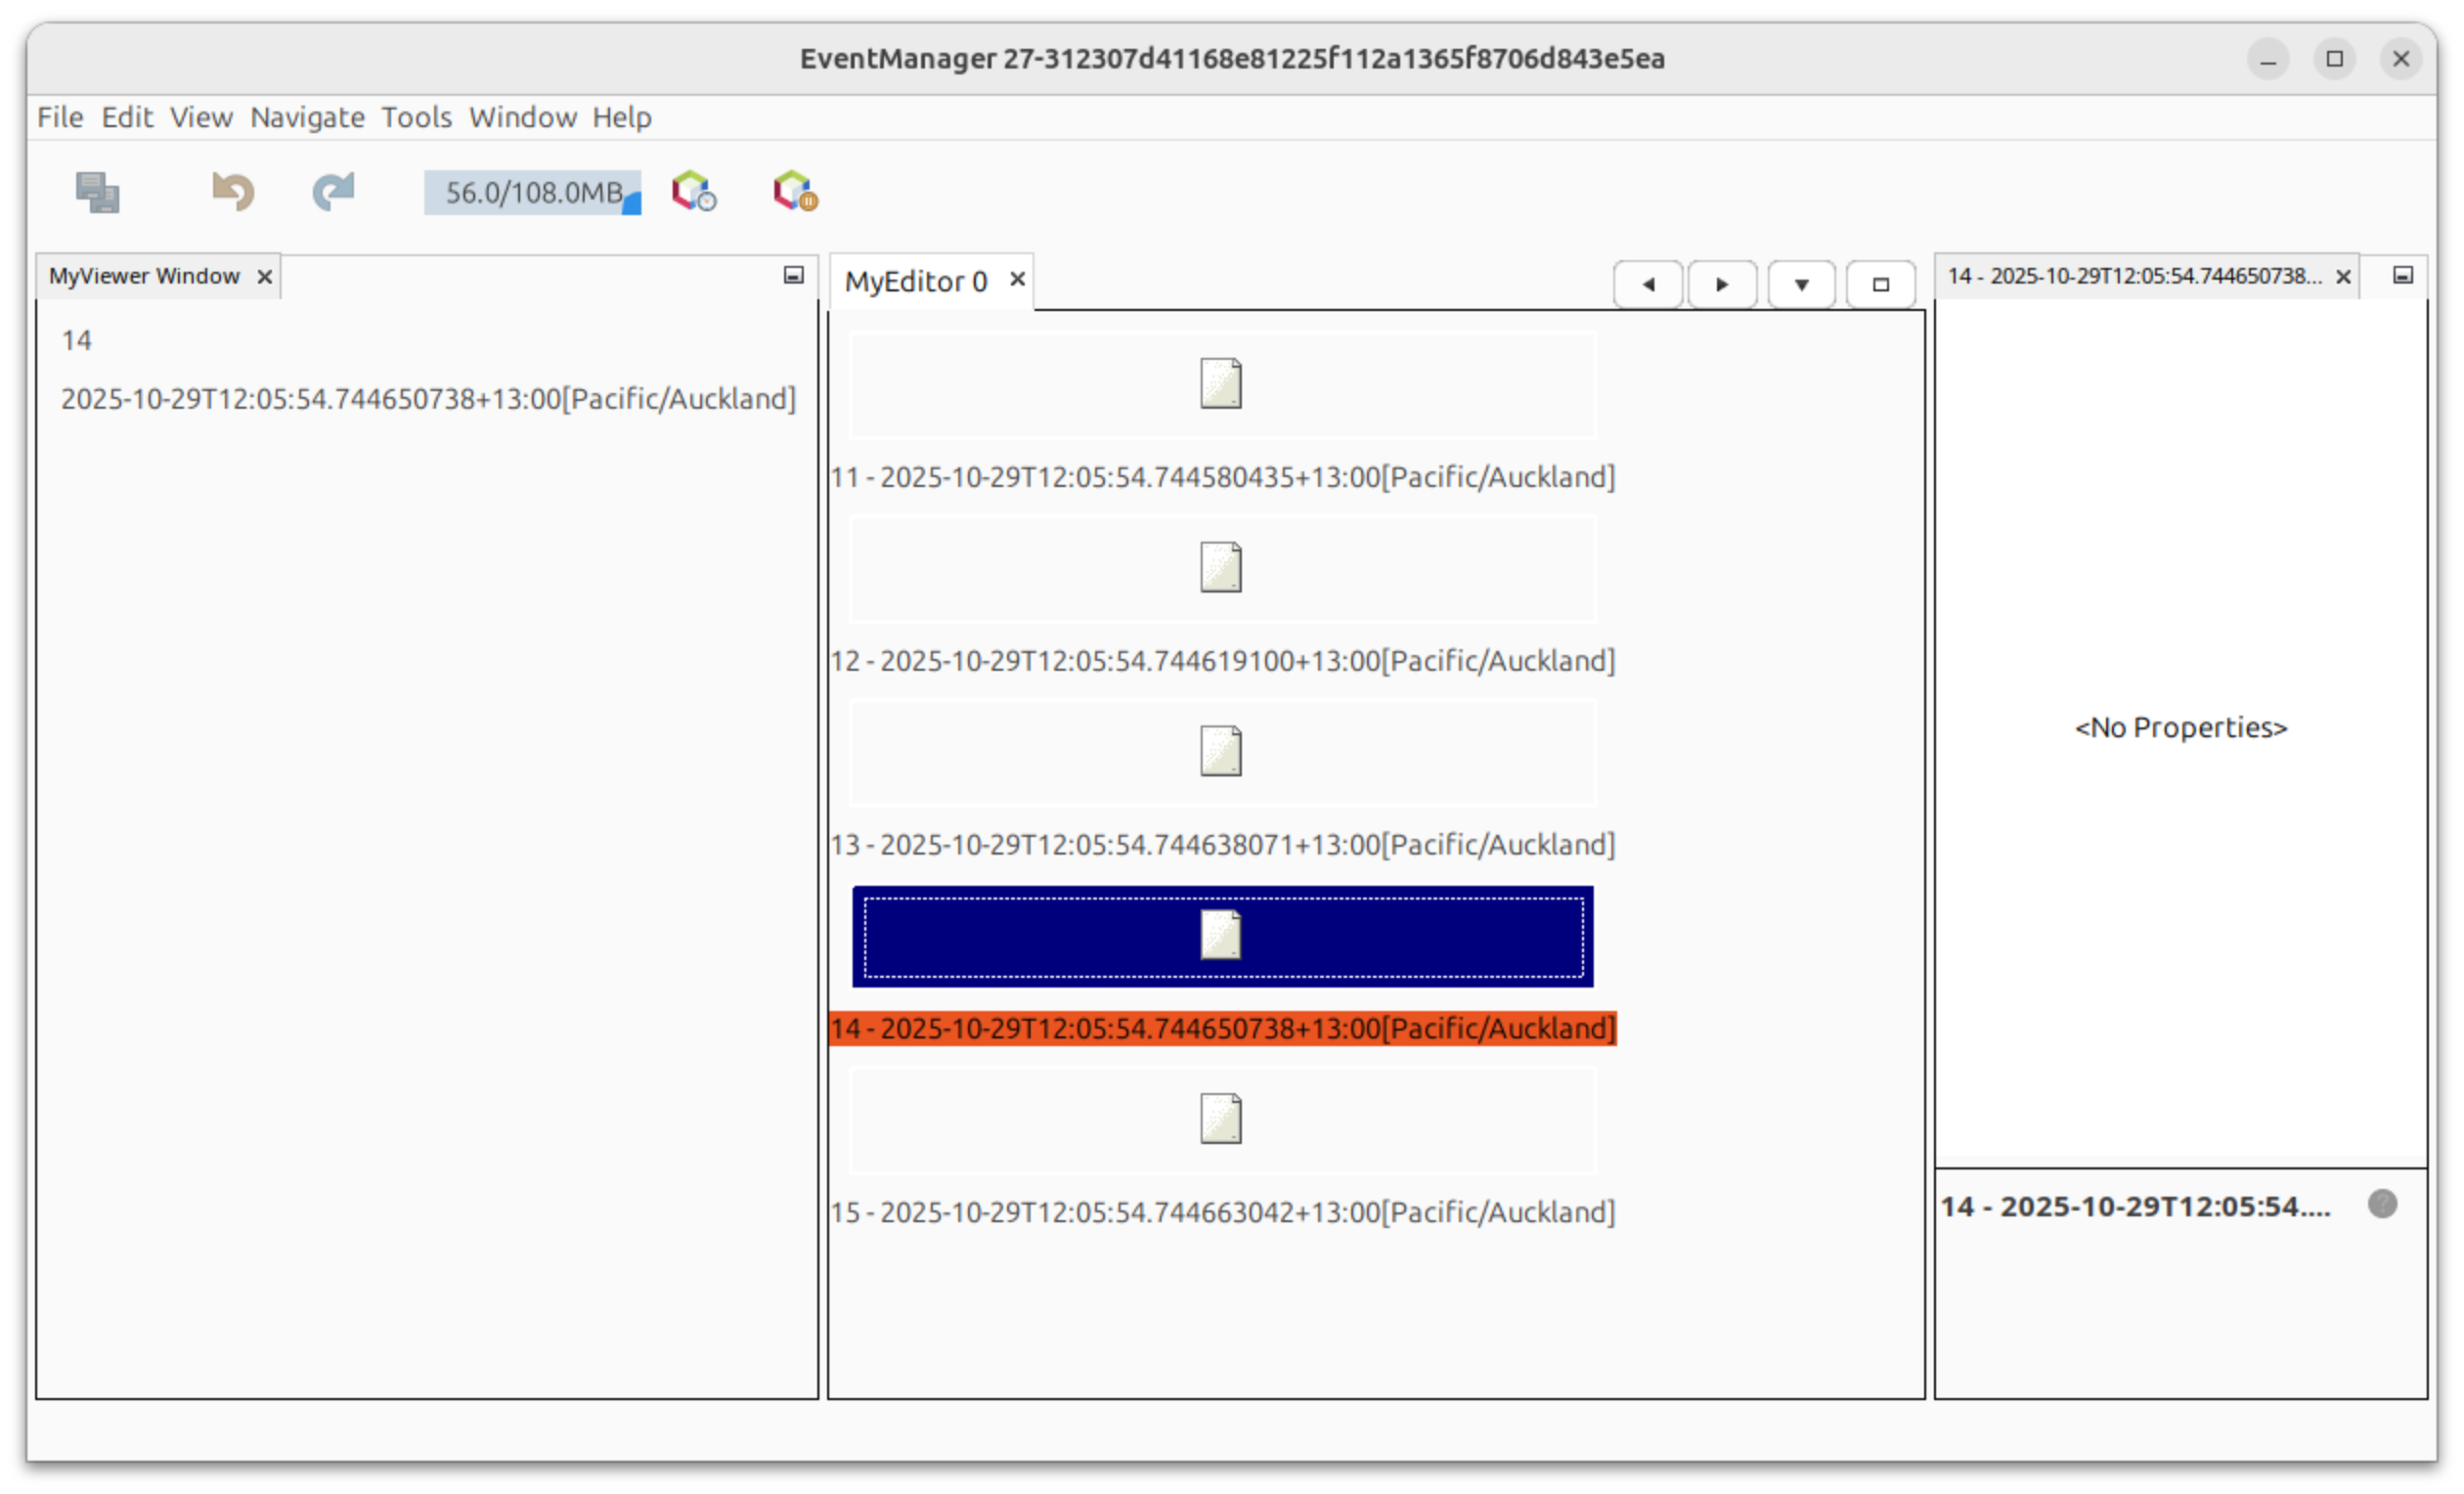 EventManager 27-312307d41168e81225f112a1365f8706d843e5ea
File Edit View Navigate Tools Window Help
56.0/108.0MB
MyViewer Window
14
2025-10-29T12:05:54.744650738+13:00[Pacific/Auckland]
MyEditor 0
11 - 2025-10-29T12:05:54.744580435+13:00[Pacific/Auckland]
12 - 2025-10-29T12:05:54.744619100+13:00[Pacific/Auckland]
13 - 2025-10-29T12:05:54.744638071+13:00[Pacific/Auckland]
14 - 2025-10-29T12:05:54.744650738+13:00[Pacific/Auckland]
15 - 2025-10-29T12:05:54.744663042+13:00[Pacific/Auckland]
14 - 2025-10-29T12:05:54.744650738...
<No Properties>
14 - 2025-10-29T12:05:54.... ?